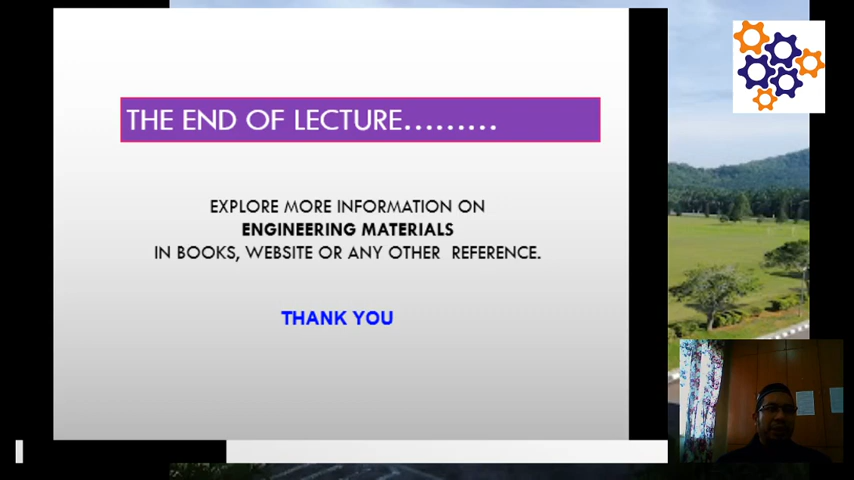 THE END OF LECTURE.........
EXPLORE MORE INFORMATION ON
ENGINEERING MATERIALS
IN BOOKS, WEBSITE OR ANY OTHER REFERENCE.
THANK YOU